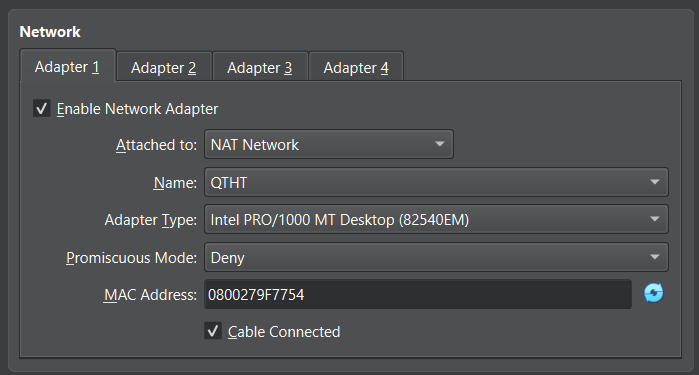 Network
Adapter 1 Adapter 2 Adapter 3 Adapter 4
Enable Network Adapter
Attached to: NAT Network
Name: QTHT
Adapter Type: Intel PRO/1000 MT Desktop (82540EM)
Promiscuous Mode: Deny
MAC Address: 0800279F7754
Cable Connected